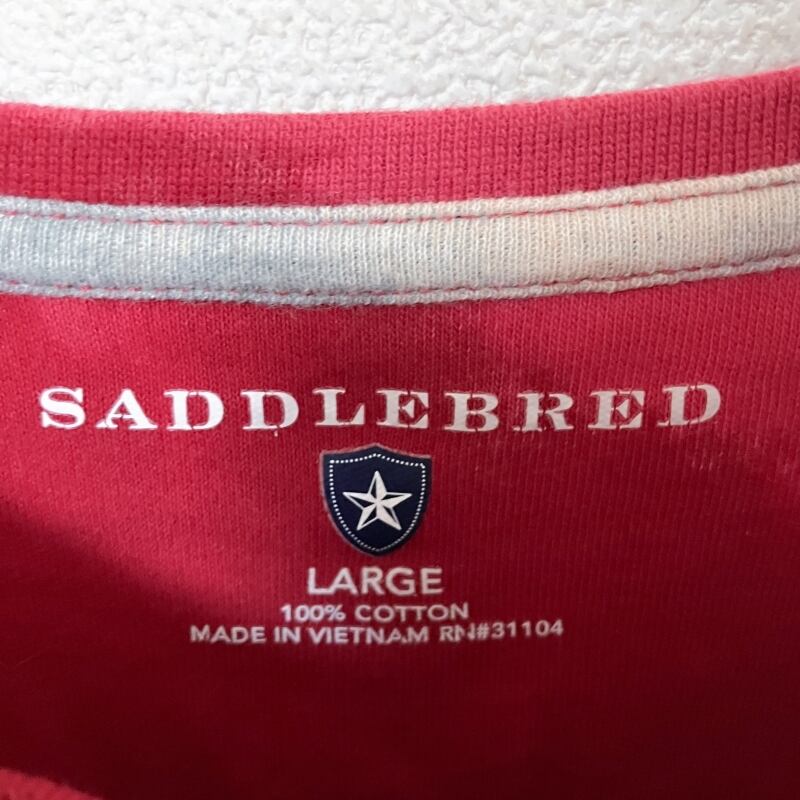 SADDLEBRED
LARGE
100% COTTON
MADE IN VIETNAM RN#31104